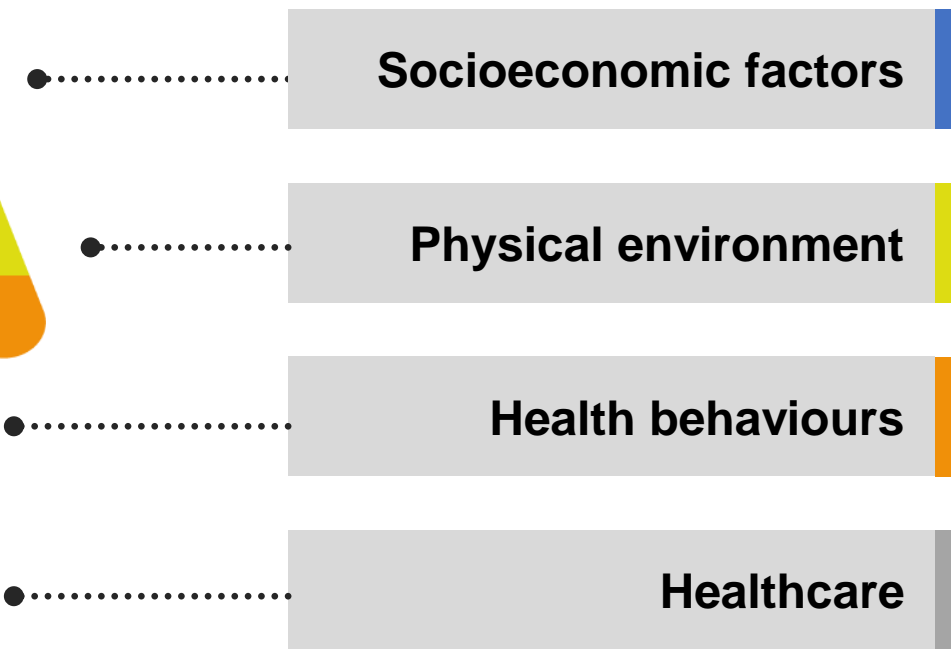 Socioeconomic factors
Physical environment
Health behaviours
Healthcare